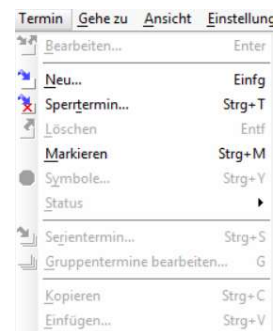 Termin Gehe zu Ansicht Einstellung
Bearbeiten... Enter
Neu... Einfg
Sperrtermin... Strg+T
Löschen Entf
Markieren Strg+M
Symbole... Strg+Y
Status
Serientermin... Strg+S
Gruppentermine bearbeiten... G
Kopieren Strg+C
Einfügen... Strg+V